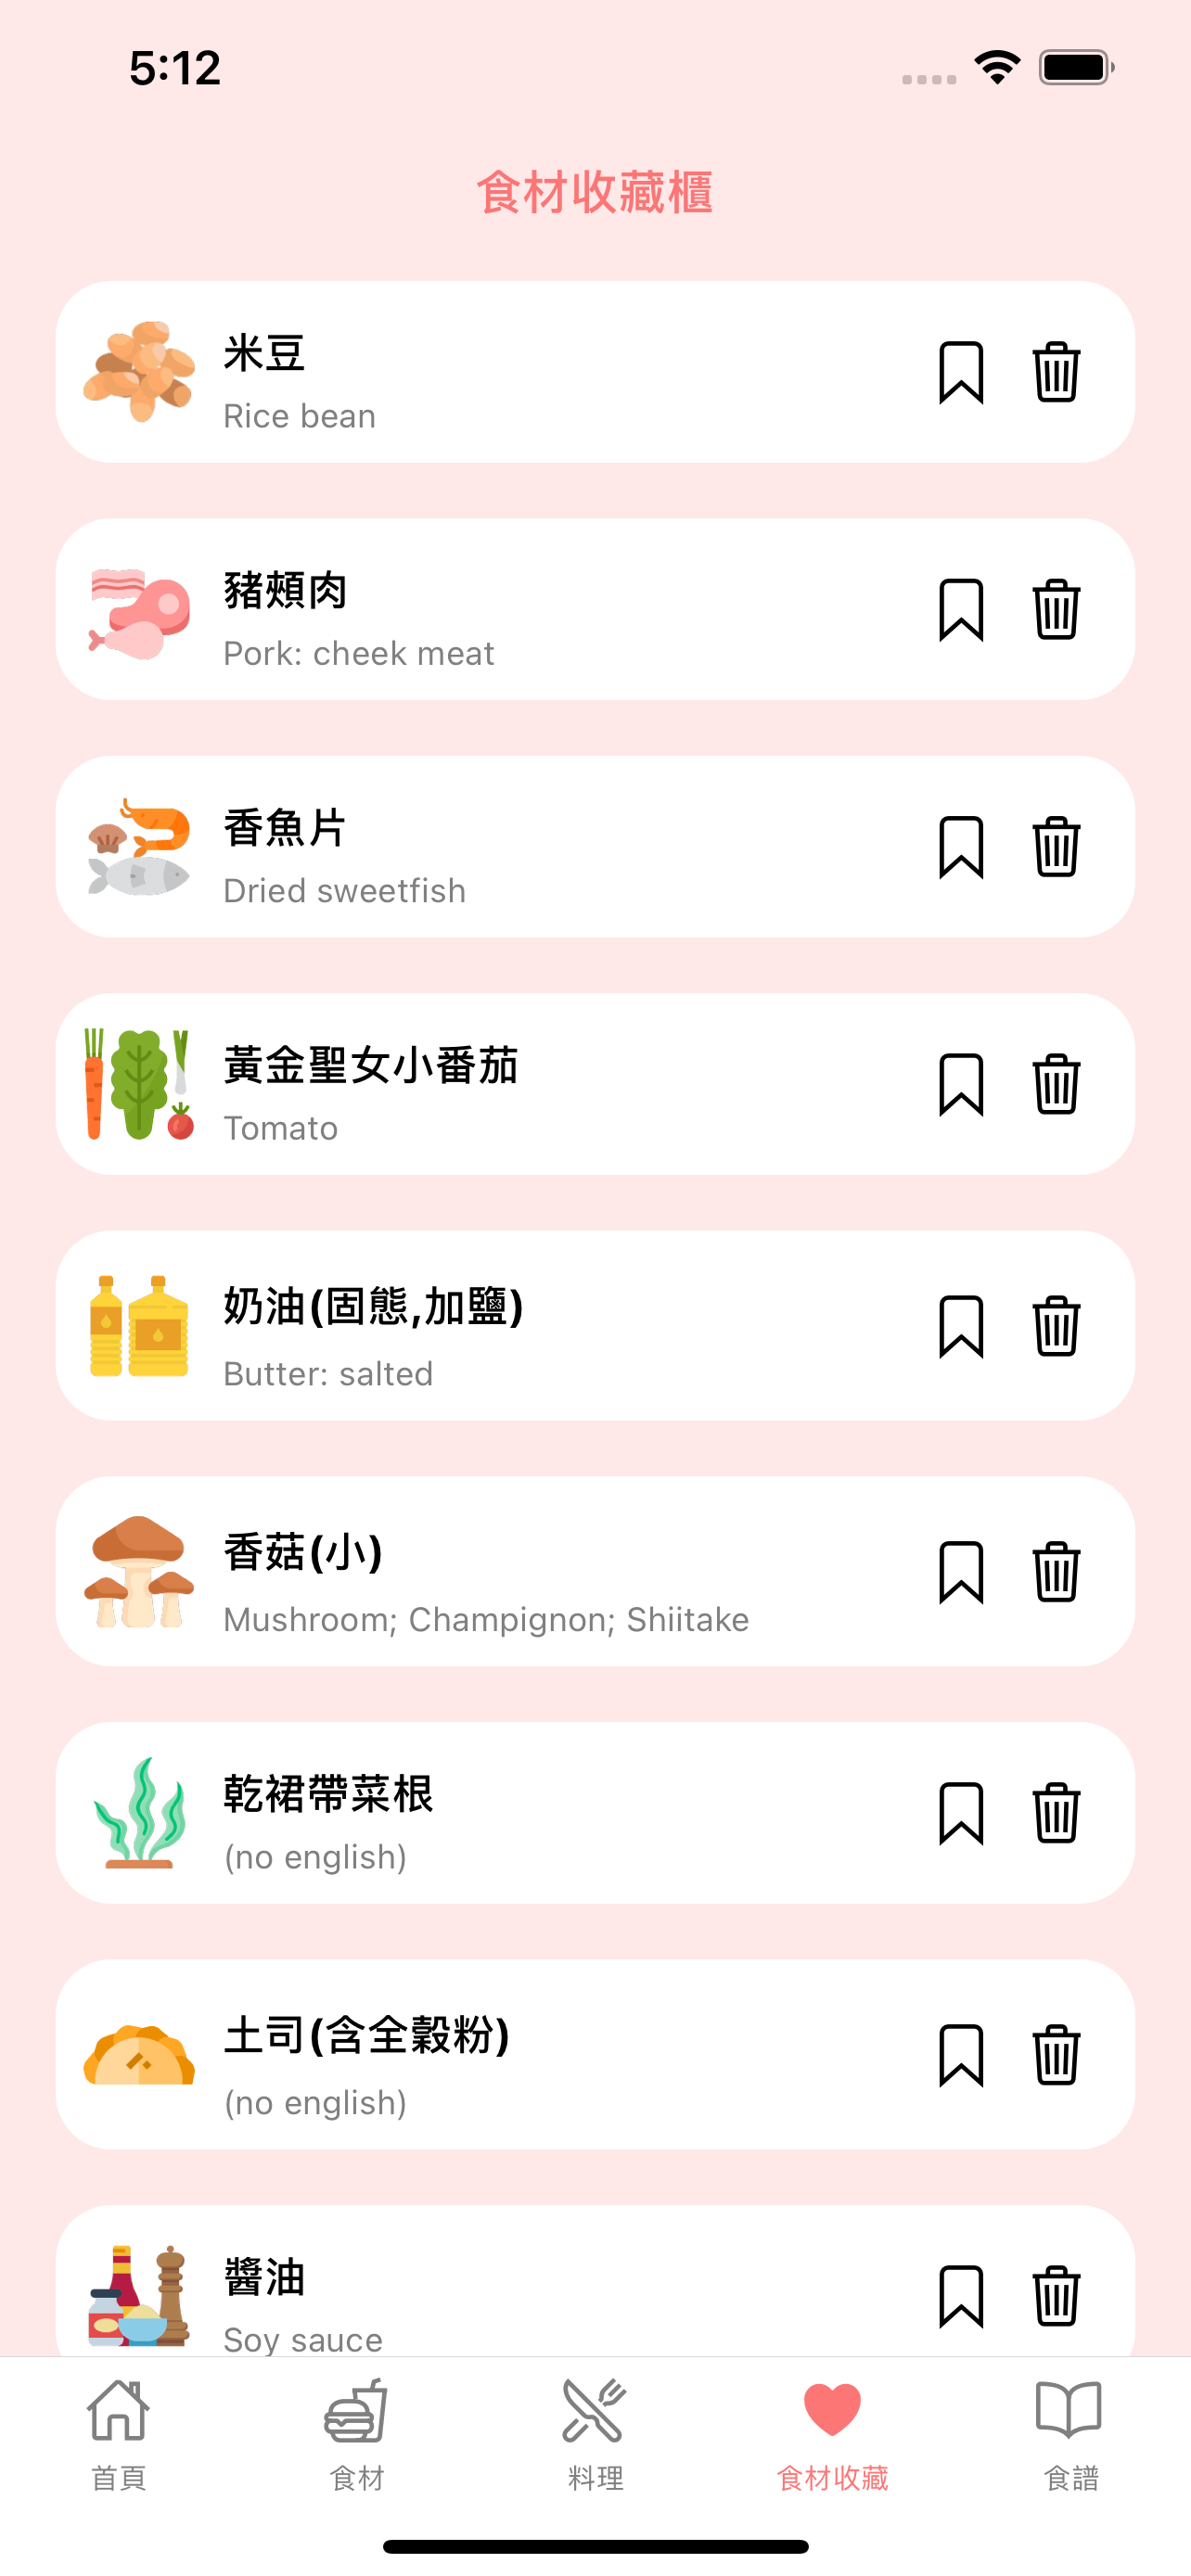 5:12
食材收藏櫃
米豆
Rice bean
豬頰肉
Pork: cheek meat
香魚片
Dried sweetfish
黃金聖女小番茄
Tomato
奶油(固態,加鹽)
Butter: salted
香菇(小)
Mushroom; Champignon; Shiitake
乾裙帶菜根
(no english)
土司(含全穀粉)
(no english)
醬油
Soy sauce
首頁
食材
料理
食材收藏
食譜